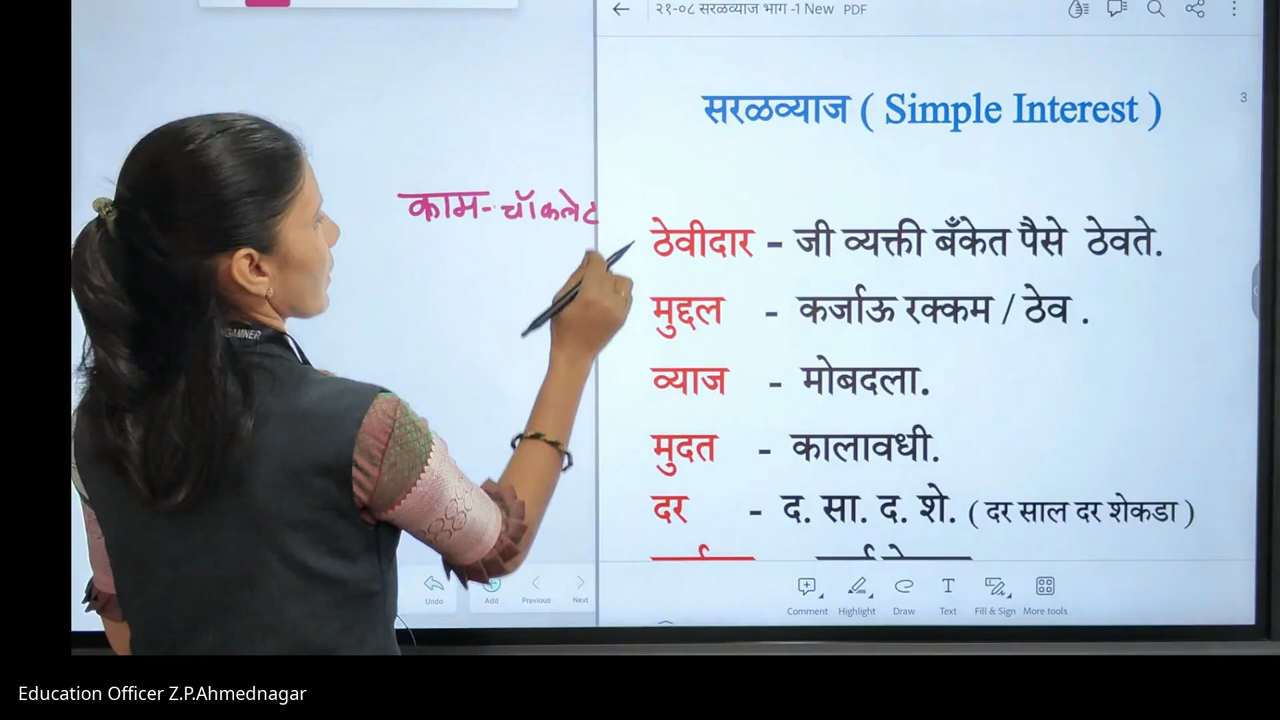 २१-०८ सरळव्याज भाग -1 New PDF
3
सरळव्याज ( Simple Interest )
काम- चॉकलेट
ठेवीदार - जी व्यक्ती बँकेत पैसे ठेवते.
मुद्दल - कर्जाऊ रक्कम / ठेव .
व्याज - मोबदला.
मुदत - कालावधी.
दर - द. सा. द. शे. ( दर साल दर शेकडा )
Undo Add Previous Next
Comment Highlight Draw Text Fill & Sign More tools
Education Officer Z.P.Ahmednagar